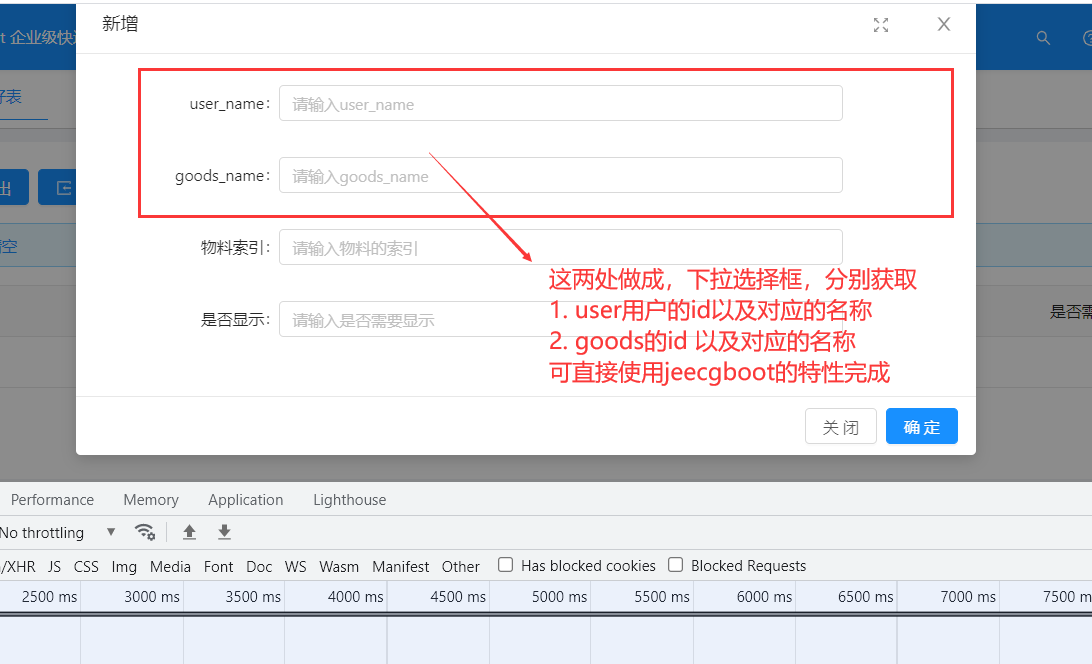 新增
t 企业级快
好表
出
清空
user_name:
请输入user_name
goods_name:
请输入goods_name
物料索引:
请输入物料的索引
是否显示:
请输入是否需要显示
是否需
这两处做成，下拉选择框，分别获取
1. user用户的id以及对应的名称
2. goods的id 以及对应的名称
可直接使用jeecgboot的特性完成
关 闭
确 定
Performance Memory Application Lighthouse
No throttling
/XHR JS CSS Img Media Font Doc WS Wasm Manifest Other Has blocked cookies Blocked Requests
2500 ms 3000 ms 3500 ms 4000 ms 4500 ms 5000 ms 5500 ms 6000 ms 6500 ms 7000 ms 7500 m